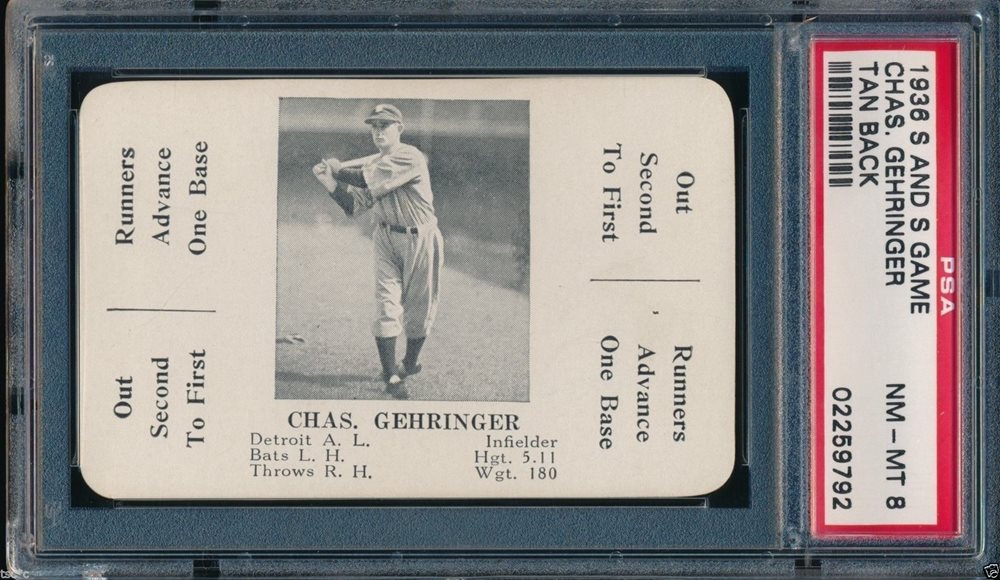 Runners
Advance
One Base
Out
Second
To First
Out
Second
To First
Runners
Advance
One Base
CHAS. GEHRINGER
Detroit A. L. Infielder
Bats L. H. Hgt. 5.11
Throws R. H. Wgt. 180
1936 S AND S GAME
CHAS. GEHRINGER
TAN BACK
NM-MT 8
02259792
PSA